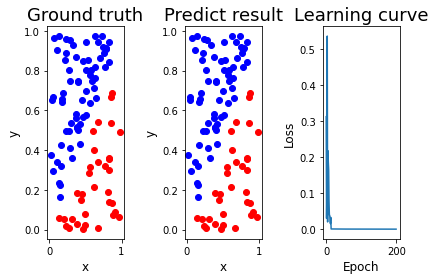 Ground truth
Predict result
Learning curve
1.0
0.8
0.6
0.4
0.2
0.0
y
0
1
x
1.0
0.8
0.6
0.4
0.2
0.0
y
0
1
x
0.5
0.4
0.3
0.2
0.1
0.0
Loss
0
200
Epoch